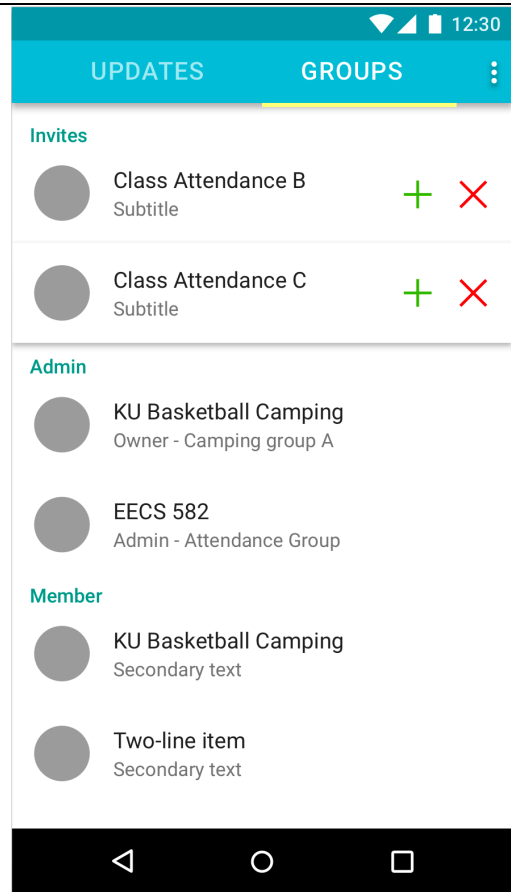 12:30
UPDATES GROUPS
Invites
Class Attendance B
Subtitle
Class Attendance C
Subtitle
Admin
KU Basketball Camping
Owner - Camping group A
EECS 582
Admin - Attendance Group
Member
KU Basketball Camping
Secondary text
Two-line item
Secondary text